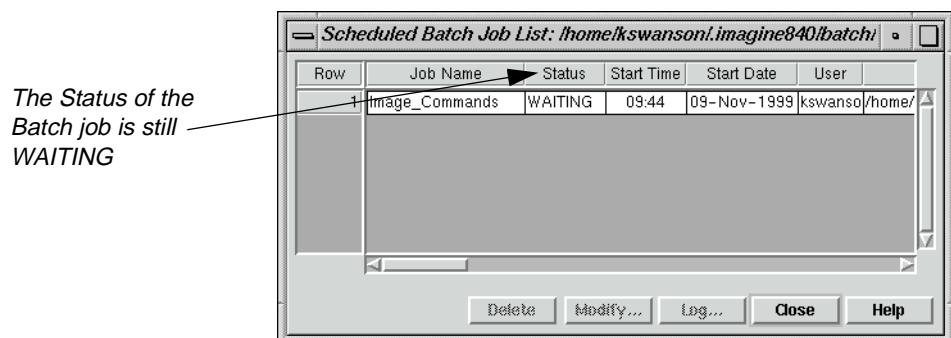 Scheduled Batch Job List: /home/kswanson/.imagine840/batch/
Row Job Name Status Start Time Start Date User
1 Image_Commands WAITING 09:44 09-Nov-1999 kswanso /home/
The Status of the
Batch job is still
WAITING
Delete Modify... Log... Close Help